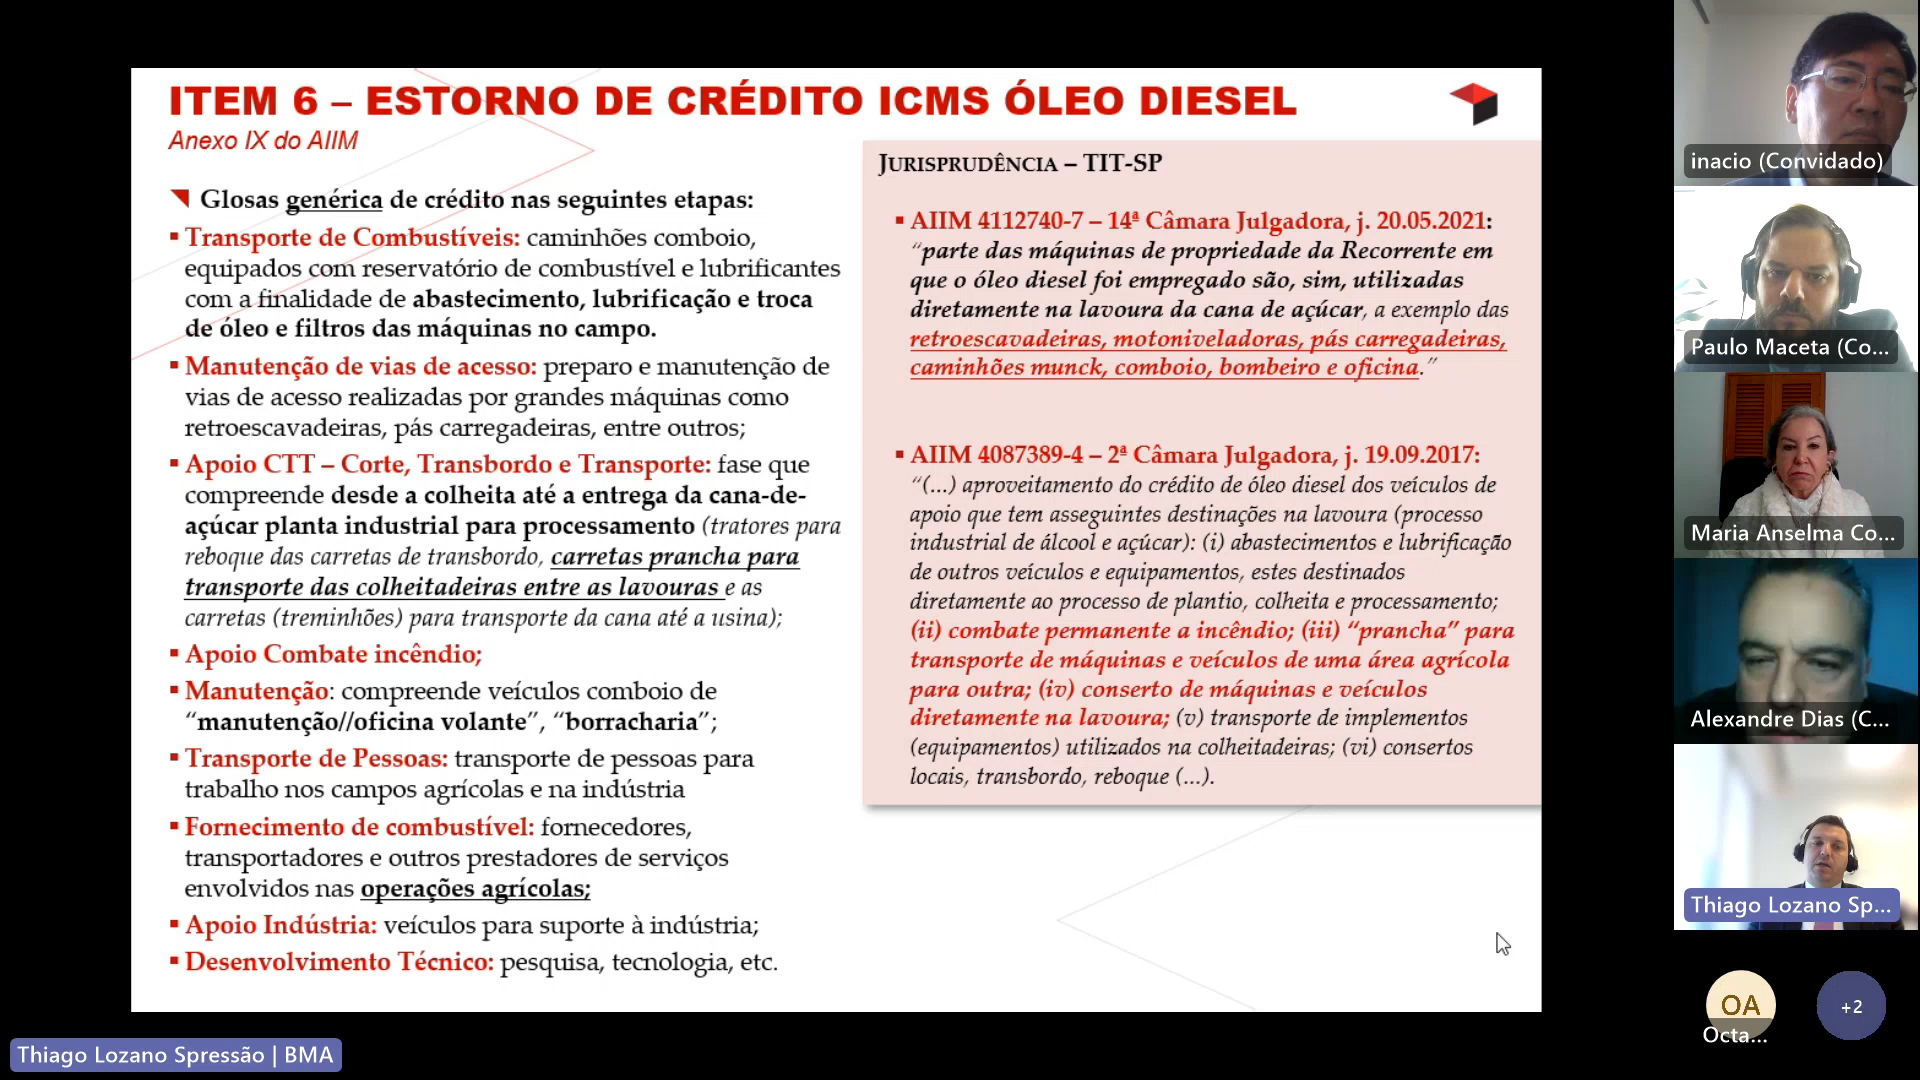 ITEM 6 – ESTORNO DE CRÉDITO ICMS ÓLEO DIESEL
Anexo IX do AIIM
Glosas genérica de crédito nas seguintes etapas:
Transporte de Combustíveis: caminhões comboio,
equipados com reservatório de combustível e lubrificantes
com a finalidade de abastecimento, lubrificação e troca
de óleo e filtros das máquinas no campo.
Manutenção de vias de acesso: preparo e manutenção de
vias de acesso realizadas por grandes máquinas como
retroescavadeiras, pás carregadeiras, entre outros;
Apoio CTT – Corte, Transbordo e Transporte: fase que
compreende desde a colheita até a entrega da cana-de-
açúcar planta industrial para processamento (tratores para
reboque das carretas de transbordo, carretas prancha para
transporte das colheitadeiras entre as lavouras e as
carretas (treminhões) para transporte da cana até a usina);
Apoio Combate incêndio;
Manutenção: compreende veículos comboio de
“manutenção//oficina volante”, “borracharia”;
Transporte de Pessoas: transporte de pessoas para
trabalho nos campos agrícolas e na indústria
Fornecimento de combustível: fornecedores,
transportadores e outros prestadores de serviços
envolvidos nas operações agrícolas;
Apoio Indústria: veículos para suporte à indústria;
Desenvolvimento Técnico: pesquisa, tecnologia, etc.
JURISPRUDÊNCIA – TIT-SP
AIIM 4112740-7 – 14ª Câmara Julgadora, j. 20.05.2021:
“parte das máquinas de propriedade da Recorrente em
que o óleo diesel foi empregado são, sim, utilizadas
diretamente na lavoura da cana de açúcar, a exemplo das
retroescavadeiras, motoniveladoras, pás carregadeiras,
caminhões munck, comboio, bombeiro e oficina.”
AIIM 4087389-4 – 2ª Câmara Julgadora, j. 19.09.2017:
“(...) aproveitamento do crédito de óleo diesel dos veículos de
apoio que tem asseguintes destinações na lavoura (processo
industrial de álcool e açúcar): (i) abastecimentos e lubrificação
de outros veículos e equipamentos, estes destinados
diretamente ao processo de plantio, colheita e processamento;
(ii) combate permanente a incêndio; (iii) “prancha” para
transporte de máquinas e veículos de uma área agrícola
para outra; (iv) conserto de máquinas e veículos
diretamente na lavoura; (v) transporte de implementos
(equipamentos) utilizados na colheitadeiras; (vi) consertos
locais, transbordo, reboque (...).
inacio (Convidado)
Paulo Maceta (Co...
Maria Anselma Co...
Alexandre Dias (C...
Thiago Lozano Sp...
OA
Octa...
+2
Thiago Lozano Spressão | BMA